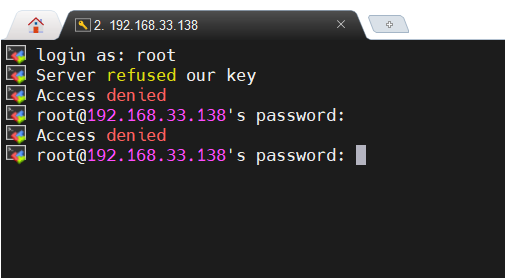 2. 192.168.33.138
login as: root
Server refused our key
Access denied
root@192.168.33.138's password:
Access denied
root@192.168.33.138's password: